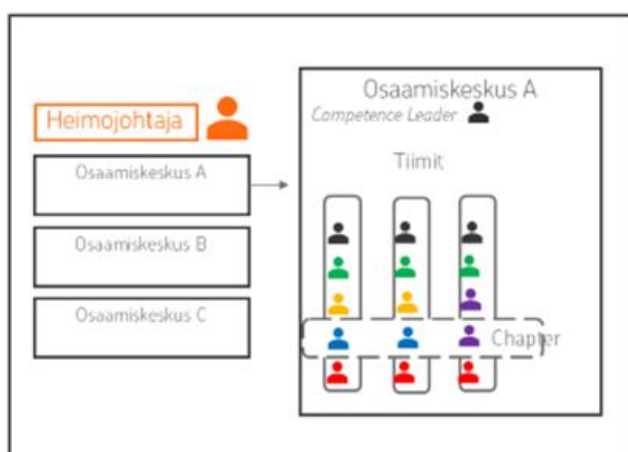 Heimojohtaja
Osaamiskeskus A
Osaamiskeskus B
Osaamiskeskus C
Osaamiskeskus A
Competence Leader
Tiimit
Chapter